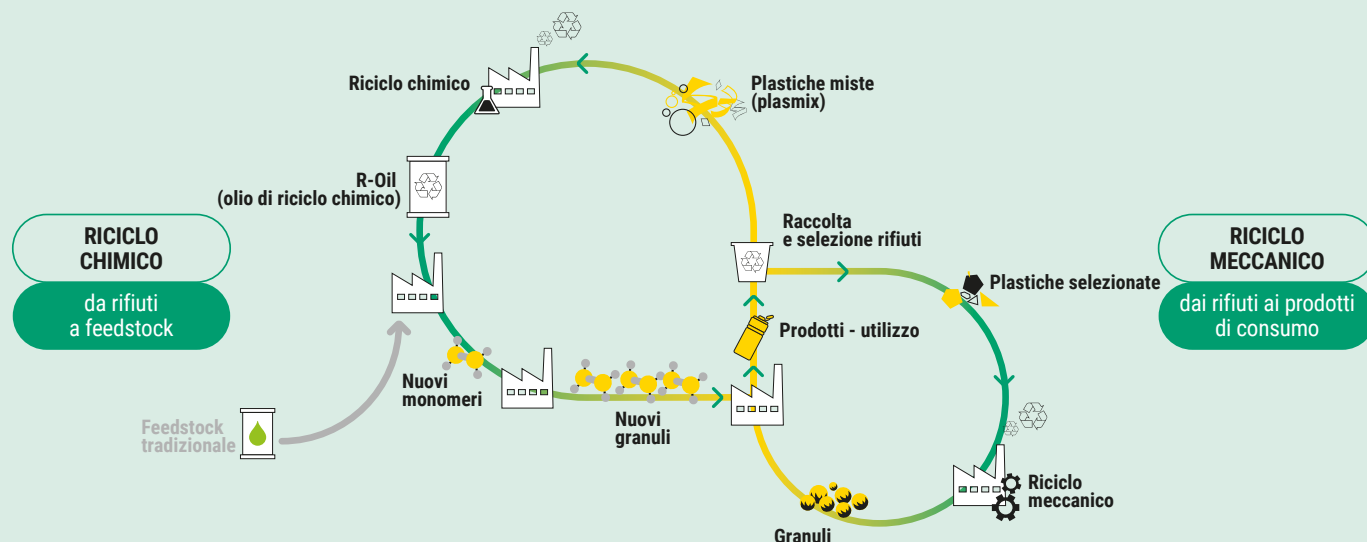 Riciclo chimico
Plastiche miste
(plasmix)
R-Oil
(olio di riciclo chimico)
RICICLO
CHIMICO
da rifiuti
a feedstock
Raccolta
e selezione rifiuti
RICICLO
MECCANICO
dai rifiuti ai prodotti
di consumo
Plastiche selezionate
Prodotti - utilizzo
Nuovi
monomeri
Nuovi
granuli
Feedstock
tradizionale
Riciclo
meccanico
Granuli